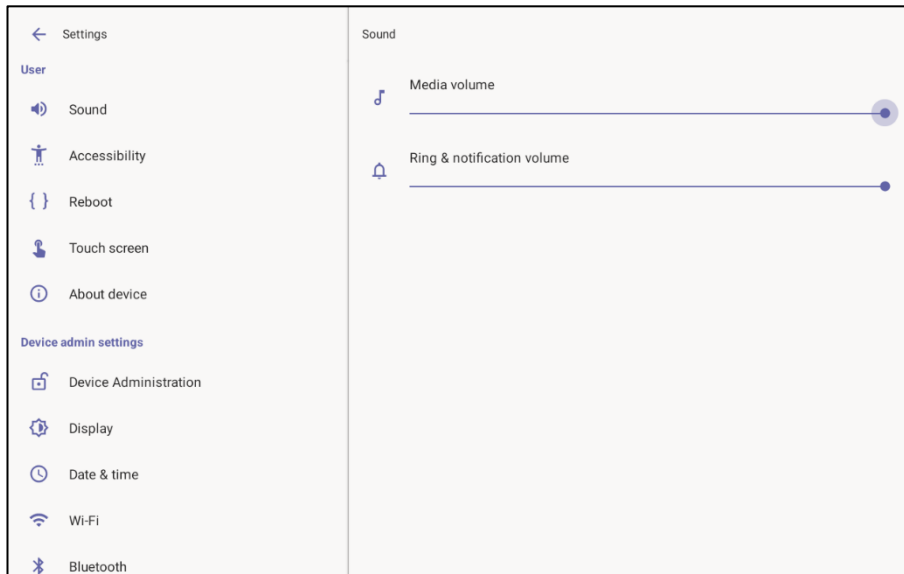 Settings
User
Sound
Accessibility
Reboot
Touch screen
About device
Device admin settings
Device Administration
Display
Date & time
Wi-Fi
Bluetooth
Sound
Media volume
Ring & notification volume